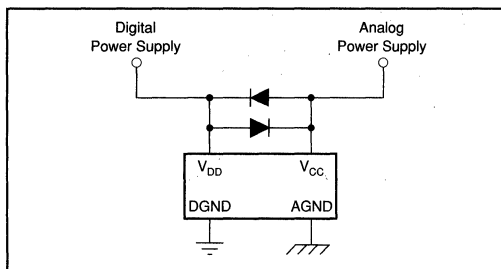 Digital
Power Supply
Analog
Power Supply
VDD
VCC
DGND
AGND